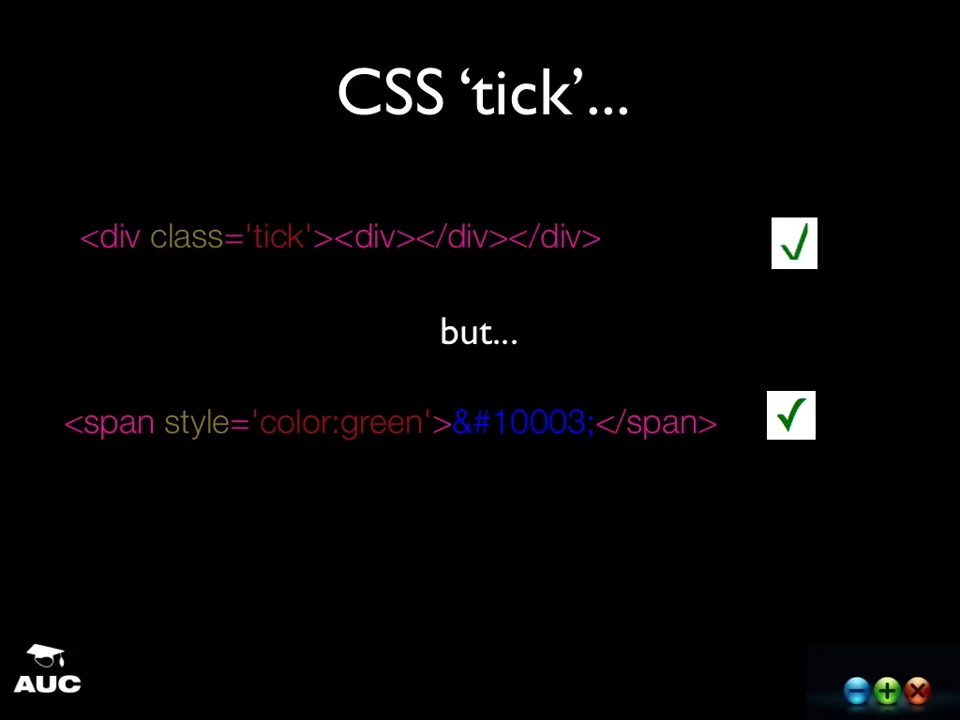 CSS ‘tick’...
<div class='tick'><div></div></div>
but...
<span style='color:green'>&#10003;</span>
AUC